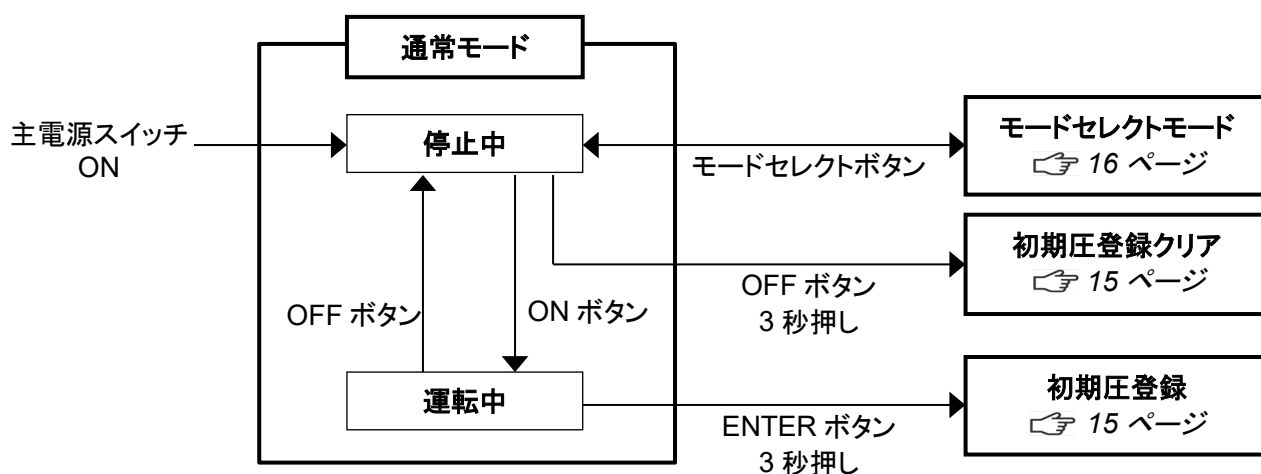 通常モード
主電源スイッチ
ON
停止中
モードセレクトボタン
モードセレクトモード
☞ 16 ページ
初期圧登録クリア
☞ 15 ページ
OFF ボタン
3 秒押し
OFF ボタン
ON ボタン
運転中
ENTER ボタン
3 秒押し
初期圧登録
☞ 15 ページ